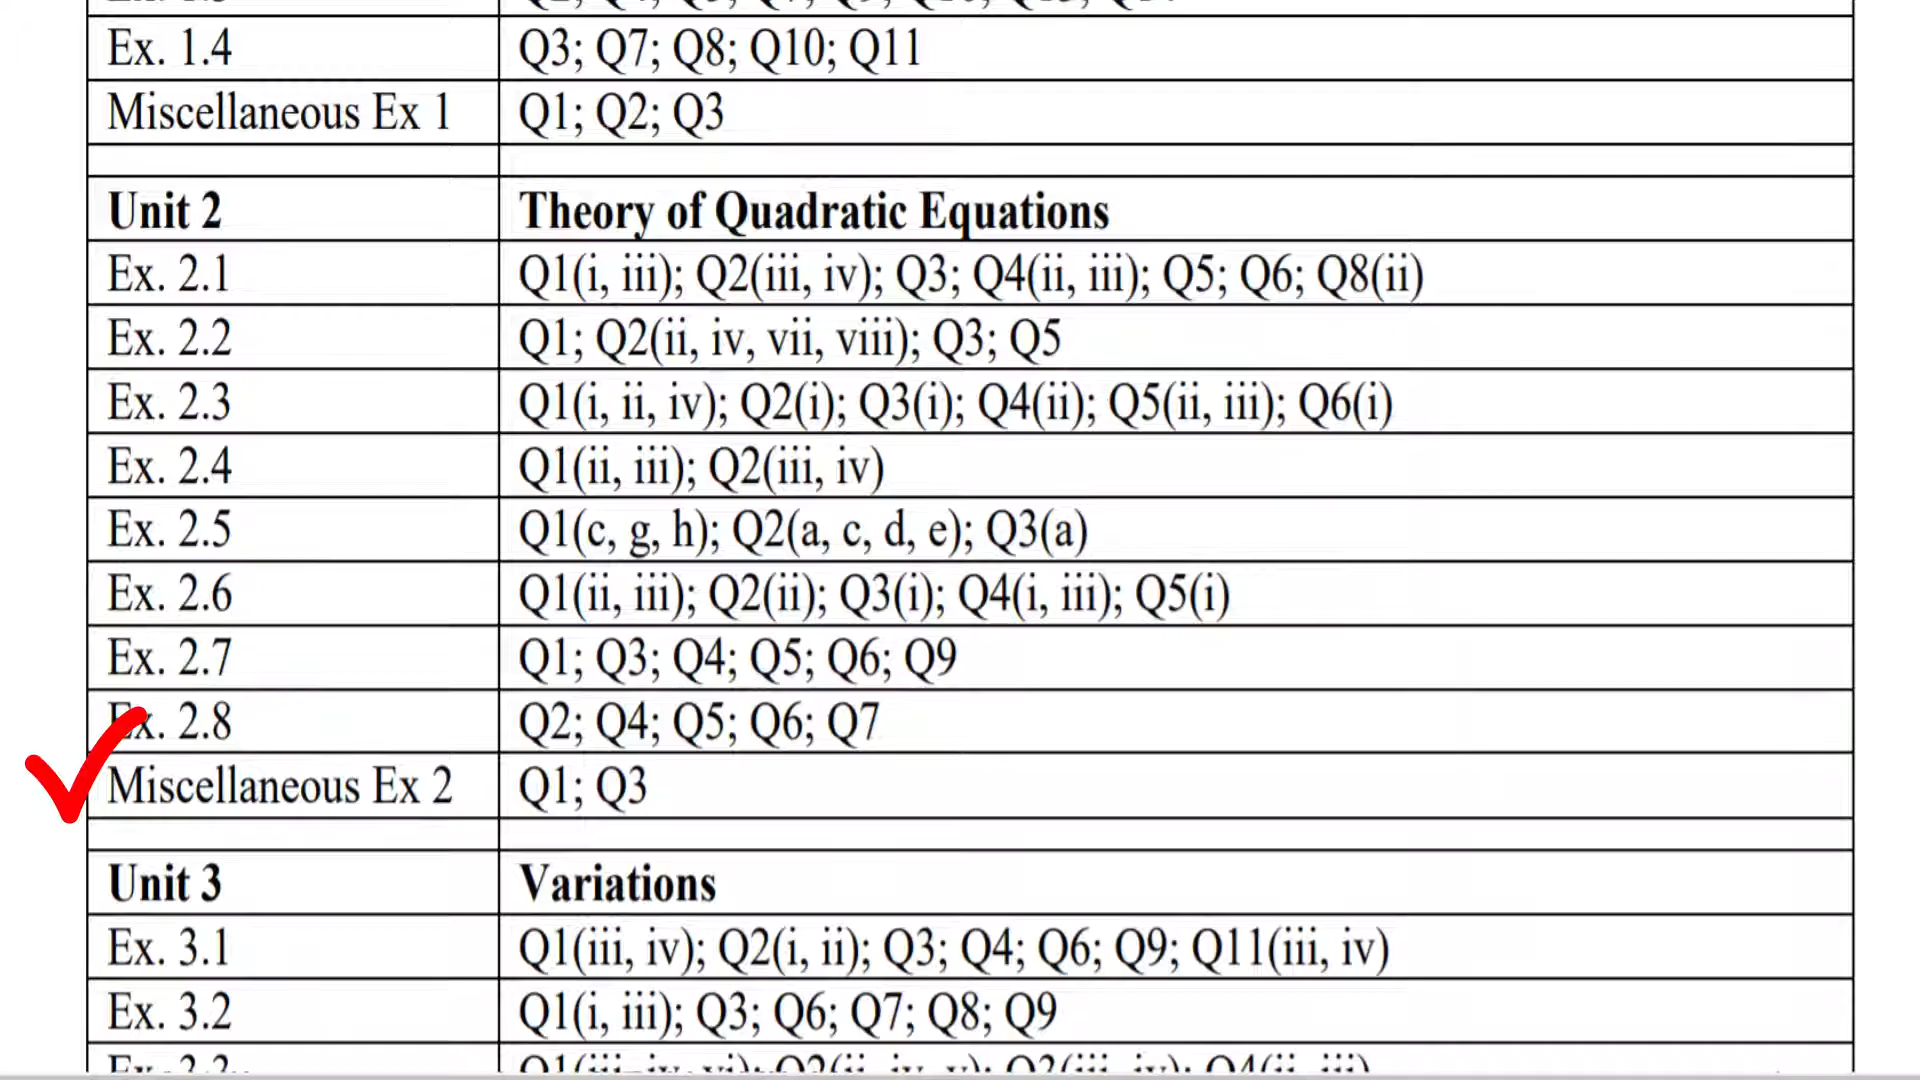 Ex. 1.4 Q3; Q7; Q8; Q10; Q11
Miscellaneous Ex 1 Q1; Q2; Q3
Unit 2 Theory of Quadratic Equations
Ex. 2.1 Q1(i, iii); Q2(iii, iv); Q3; Q4(ii, iii); Q5; Q6; Q8(ii)
Ex. 2.2 Q1; Q2(ii, iv, vii, viii); Q3; Q5
Ex. 2.3 Q1(i, ii, iv); Q2(i); Q3(i); Q4(ii); Q5(ii, iii); Q6(i)
Ex. 2.4 Q1(ii, iii); Q2(iii, iv)
Ex. 2.5 Q1(c, g, h); Q2(a, c, d, e); Q3(a)
Ex. 2.6 Q1(ii, iii); Q2(ii); Q3(i); Q4(i, iii); Q5(i)
Ex. 2.7 Q1; Q3; Q4; Q5; Q6; Q9
Ex. 2.8 Q2; Q4; Q5; Q6; Q7
Miscellaneous Ex 2 Q1; Q3
Unit 3 Variations
Ex. 3.1 Q1(iii, iv); Q2(i, ii); Q3; Q4; Q6; Q9; Q11(iii, iv)
Ex. 3.2 Q1(i, iii); Q3; Q6; Q7; Q8; Q9